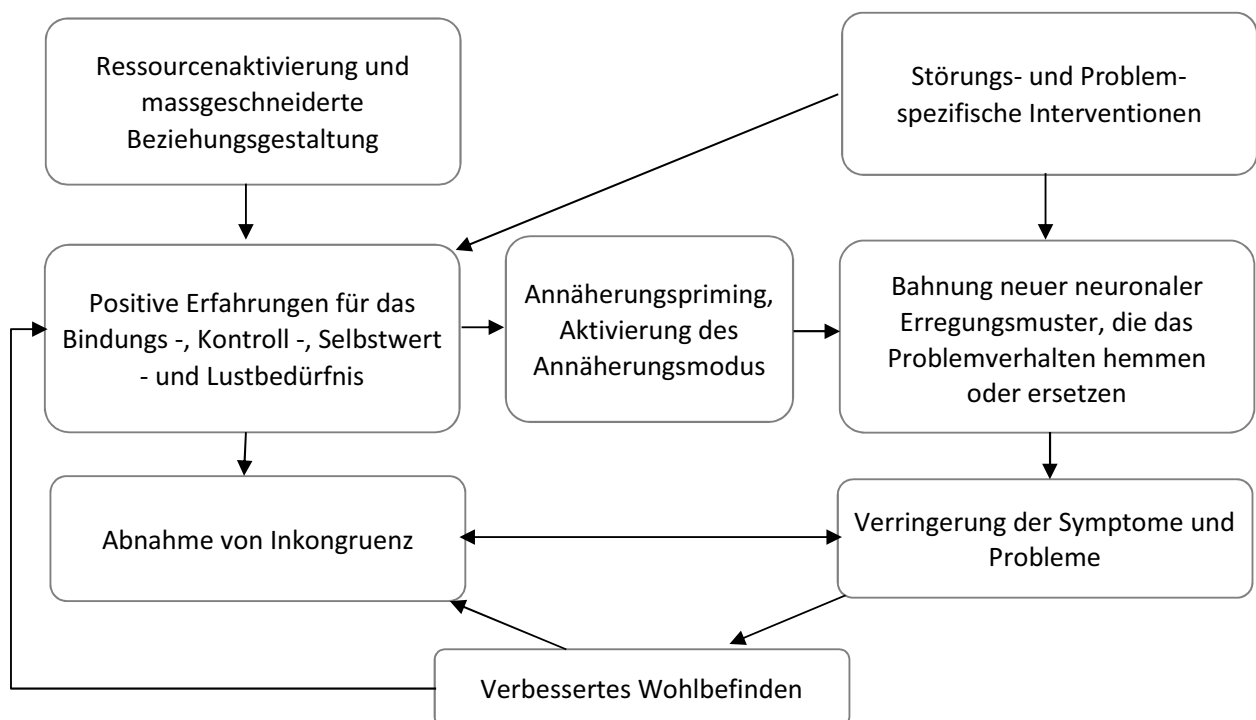 Ressourcenaktivierung und
massgeschneiderte
Beziehungsgestaltung
Störungs- und Problem-
spezifische Interventionen
Positive Erfahrungen für das
Bindungs -, Kontroll -, Selbstwert
- und Lustbedürfnis
Annäherungspriming,
Aktivierung des
Annäherungsmodus
Bahnung neuer neuronaler
Erregungsmuster, die das
Problemverhalten hemmen
oder ersetzen
Abnahme von Inkongruenz
Verringerung der Symptome und
Probleme
Verbessertes Wohlbefinden